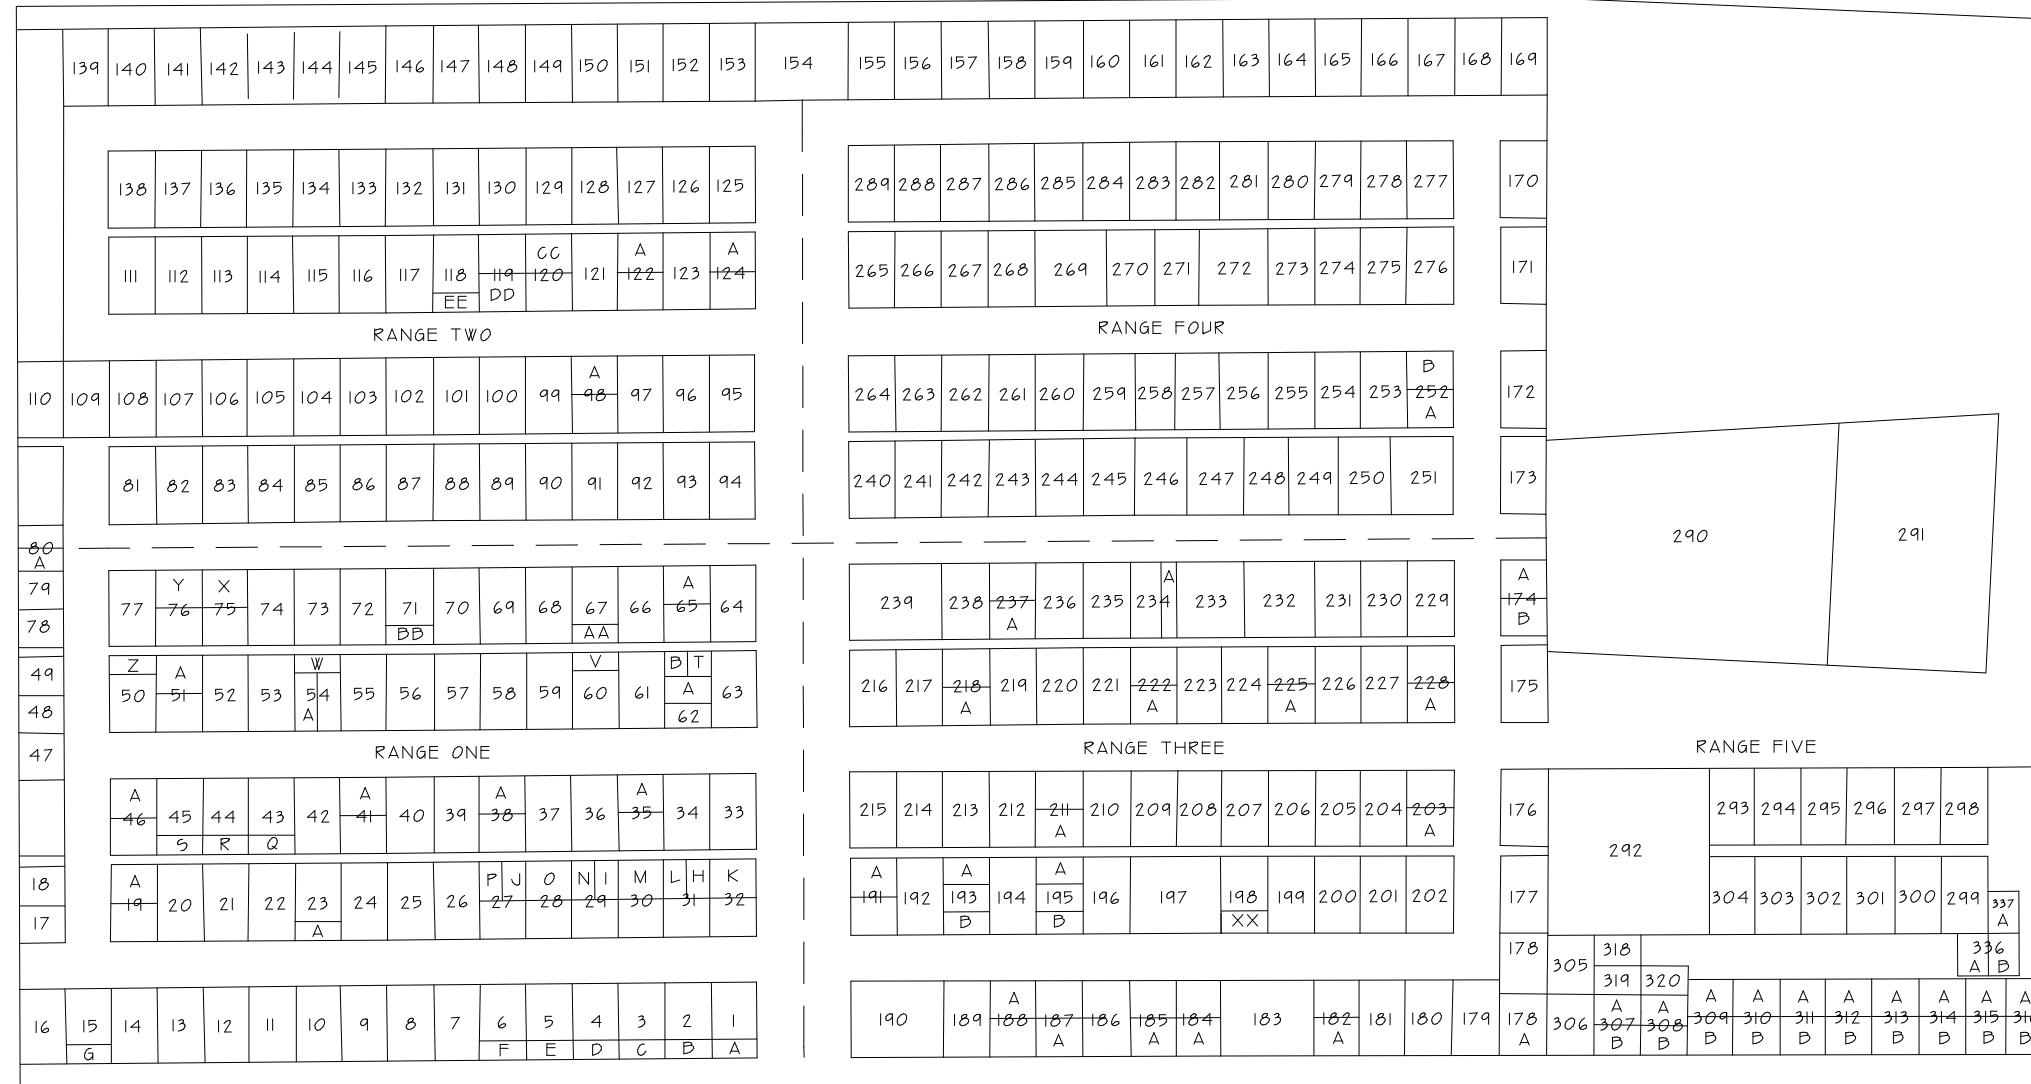 139 140 141 142 143 144 145 146 147 148 149 150 151 152 153 154 155 156 157 158 159 160 161 162 163 164 165 166 167 168 169
138 137 136 135 134 133 132 131 130 129 128 127 126 125 289 288 287 286 285 284 283 282 281 280 279 278 277 170
CC A A
111 112 113 114 115 116 117 118 119 120 121 122 123 124 265 266 267 268 269 270 271 272 273 274 275 276 171
EE DD
RANGE TWO RANGE FOUR
A B
110 109 108 107 106 105 104 103 102 101 100 99 98 97 96 95 264 263 262 261 260 259 258 257 256 255 254 253 252 172
A
81 82 83 84 85 86 87 88 89 90 91 92 93 94 240 241 242 243 244 245 246 247 248 249 250 251 173
290 291
80
A
79 Y X A A A
77 76 75 74 73 72 71 70 69 68 67 66 65 64 239 238 237 236 235 234 233 232 231 230 229 174
78 BB AA A B
49 Z A W V B T
50 51 52 53 54 55 56 57 58 59 60 61 A 63 216 217 218 219 220 221 222 223 224 225 226 227 228 175
48 A 62 A A A A
47 RANGE ONE RANGE THREE RANGE FIVE
A A A A
46 45 44 43 42 41 40 39 38 37 36 35 34 33 215 214 213 212 211 210 209 208 207 206 205 204 203 176 293 294 295 296 297 298
S R Q A A
292
18 A P J O N I M L H K A A A
19 20 21 22 23 24 25 26 27 28 29 30 31 32 191 192 193 194 195 196 197 198 199 200 201 202 177 304 303 302 301 300 299 337
17 A B B XX A
178 305 318 336
319 320 A B
A A A A A A A A A A A
16 15 14 13 12 11 10 9 8 7 6 5 4 3 2 1 190 189 188 187 186 185 184 183 182 181 180 179 178 306 307 308 309 310 311 312 313 314 315
G F E D C B A A A A A A B B B B B B B B B